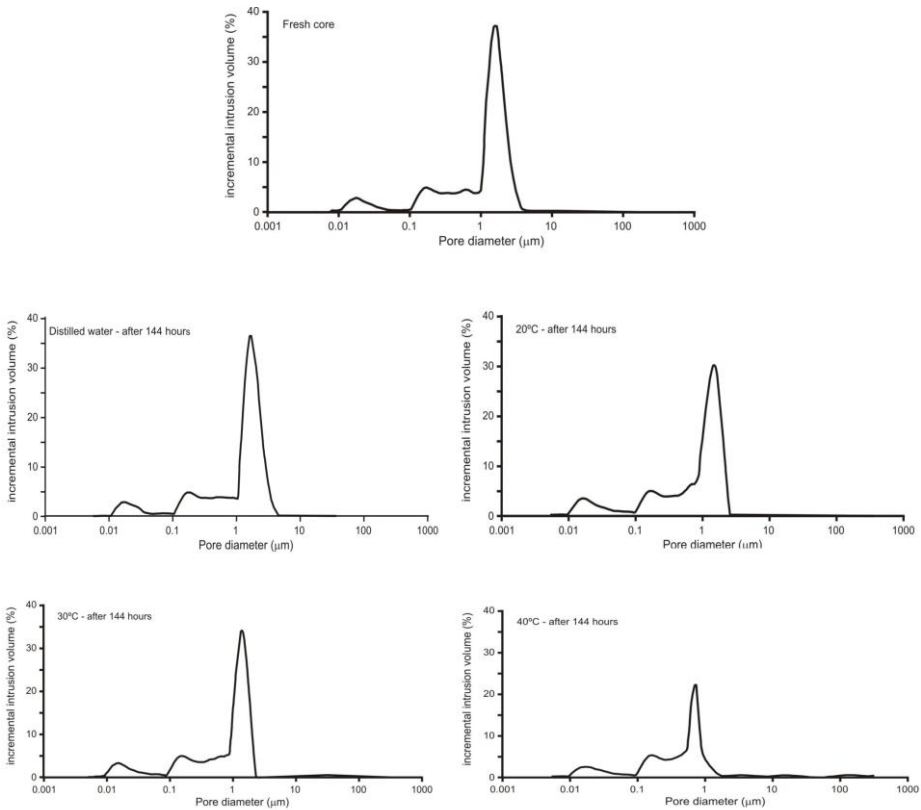 Fresh core
incremental intrusion volume (%)
40
30
20
10
0
0.001 0.01 0.1 1 10 100 1000
Pore diameter (μm)
Distilled water - after 144 hours
incremental intrusion volume (%)
40
30
20
10
0
0.001 0.01 0.1 1 10 100 1000
Pore diameter (μm)
20ºC - after 144 hours
incremental intrusion volume (%)
40
30
20
10
0
0.001 0.01 0.1 1 10 100 1000
Pore diameter (μm)
30ºC - after 144 hours
incremental intrusion volume (%)
40
30
20
10
0
0.001 0.01 0.1 1 10 100 1000
Pore diameter (μm)
40ºC - after 144 hours
incremental intrusion volume (%)
40
30
20
10
0
0.001 0.01 0.1 1 10 100 1000
Pore diameter (μm)